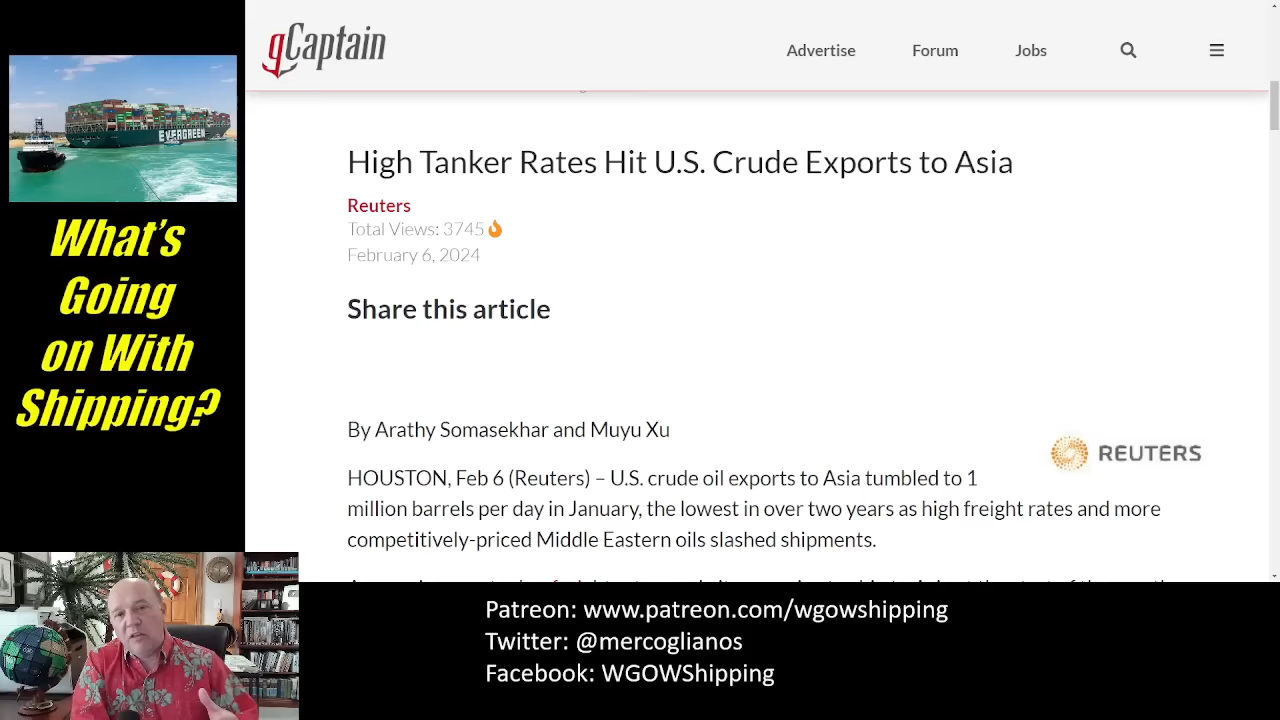 gCaptain
Advertise
Forum
Jobs
EVERGREEN
What's
Going
on With
Shipping?
High Tanker Rates Hit U.S. Crude Exports to Asia
Reuters
Total Views: 3745
February 6, 2024
Share this article
By Arathy Somasekhar and Muyu Xu
REUTERS
HOUSTON, Feb 6 (Reuters) – U.S. crude oil exports to Asia tumbled to 1
million barrels per day in January, the lowest in over two years as high freight rates and more
competitively-priced Middle Eastern oils slashed shipments.
Patreon: www.patreon.com/wgowshipping
Twitter: @mercoglianos
Facebook: WGOWShipping